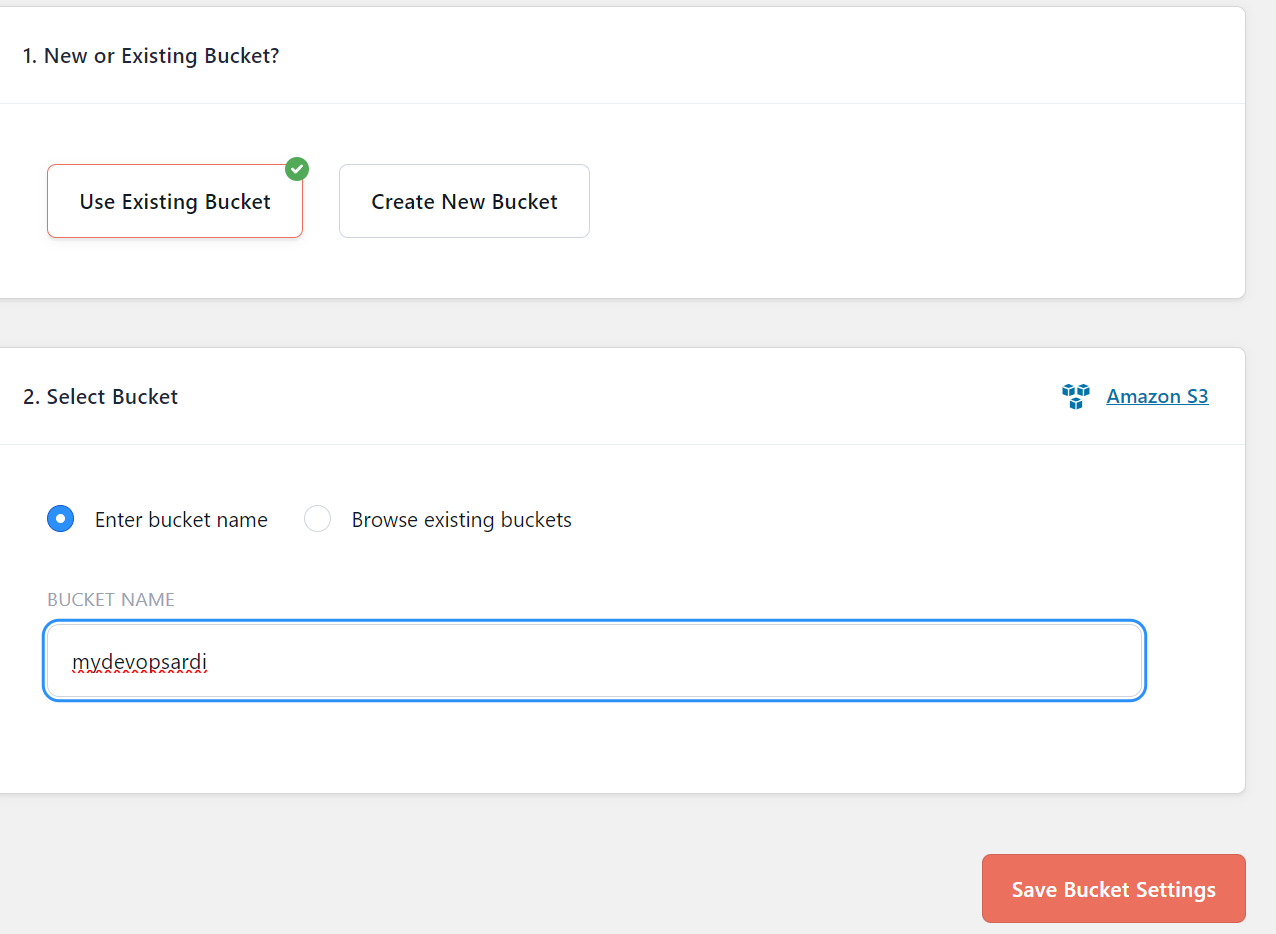 1. New or Existing Bucket?
Use Existing Bucket
Create New Bucket
2. Select Bucket
Amazon S3
Enter bucket name
Browse existing buckets
BUCKET NAME
mydevopsardi
Save Bucket Settings